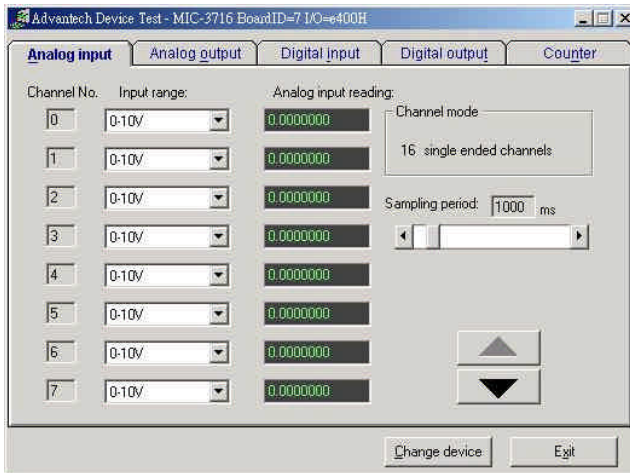 Advantech Device Test - MIC-3716 BoardID=7 I/O=e400H
Analog input
Analog output
Digital input
Digital output
Counter
Channel No.
Input range:
Analog input reading:
0
0-10V
0.0000000
1
0-10V
0.0000000
2
0-10V
0.0000000
3
0-10V
0.0000000
4
0-10V
0.0000000
5
0-10V
0.0000000
6
0-10V
0.0000000
7
0-10V
0.0000000
Channel mode
16 single ended channels
Sampling period: 1000 ms
Change device
Exit